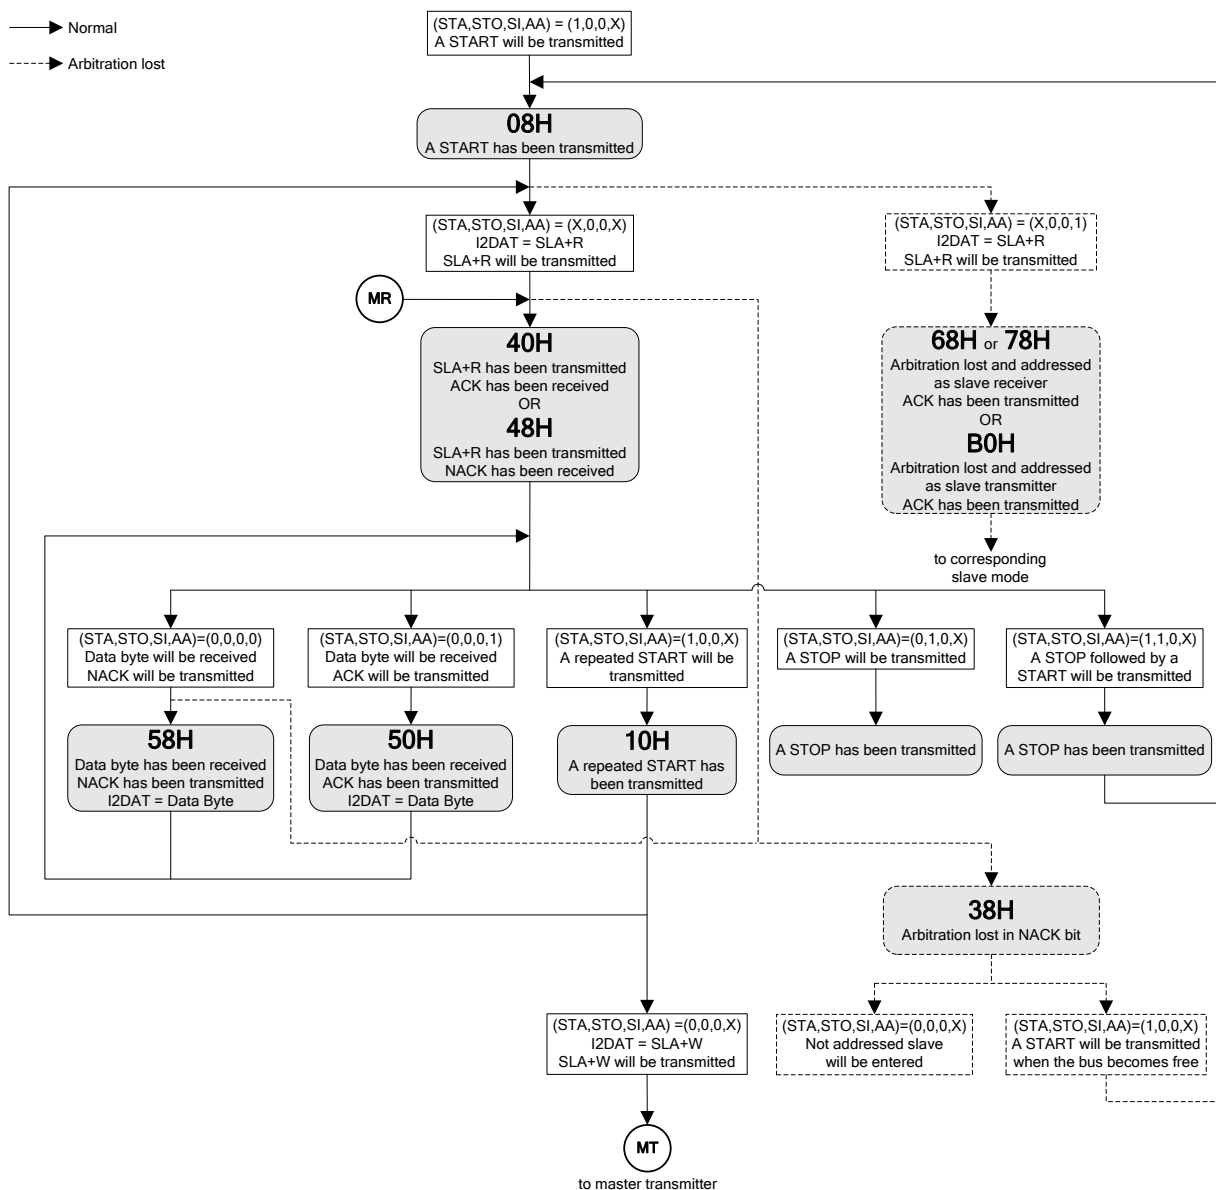 Normal
Arbitration lost
(STA,STO,SI,AA) = (1,0,0,X)
A START will be transmitted
08H
A START has been transmitted
(STA,STO,SI,AA) = (X,0,0,X)
I2DAT = SLA+R
SLA+R will be transmitted
(STA,STO,SI,AA) = (X,0,0,1)
I2DAT = SLA+R
SLA+R will be transmitted
MR
40H
SLA+R has been transmitted
ACK has been received
OR
48H
SLA+R has been transmitted
NACK has been received
68H or 78H
Arbitration lost and addressed
as slave receiver
ACK has been transmitted
OR
B0H
Arbitration lost and addressed
as slave transmitter
ACK has been transmitted
to corresponding
slave mode
(STA,STO,SI,AA)=(0,0,0,0)
Data byte will be received
NACK will be transmitted
(STA,STO,SI,AA)=(0,0,0,1)
Data byte will be received
ACK will be transmitted
(STA,STO,SI,AA)=(1,0,0,X)
A repeated START will be
transmitted
(STA,STO,SI,AA)=(0,1,0,X)
A STOP will be transmitted
(STA,STO,SI,AA)=(1,1,0,X)
A STOP followed by a
START will be transmitted
58H
Data byte has been received
NACK has been transmitted
I2DAT = Data Byte
50H
Data byte has been received
ACK has been transmitted
I2DAT = Data Byte
10H
A repeated START has
been transmitted
A STOP has been transmitted
A STOP has been transmitted
38H
Arbitration lost in NACK bit
(STA,STO,SI,AA) =(0,0,0,X)
I2DAT = SLA+W
SLA+W will be transmitted
(STA,STO,SI,AA)=(0,0,0,X)
Not addressed slave
will be entered
(STA,STO,SI,AA)=(1,0,0,X)
A START will be transmitted
when the bus becomes free
MT
to master transmitter